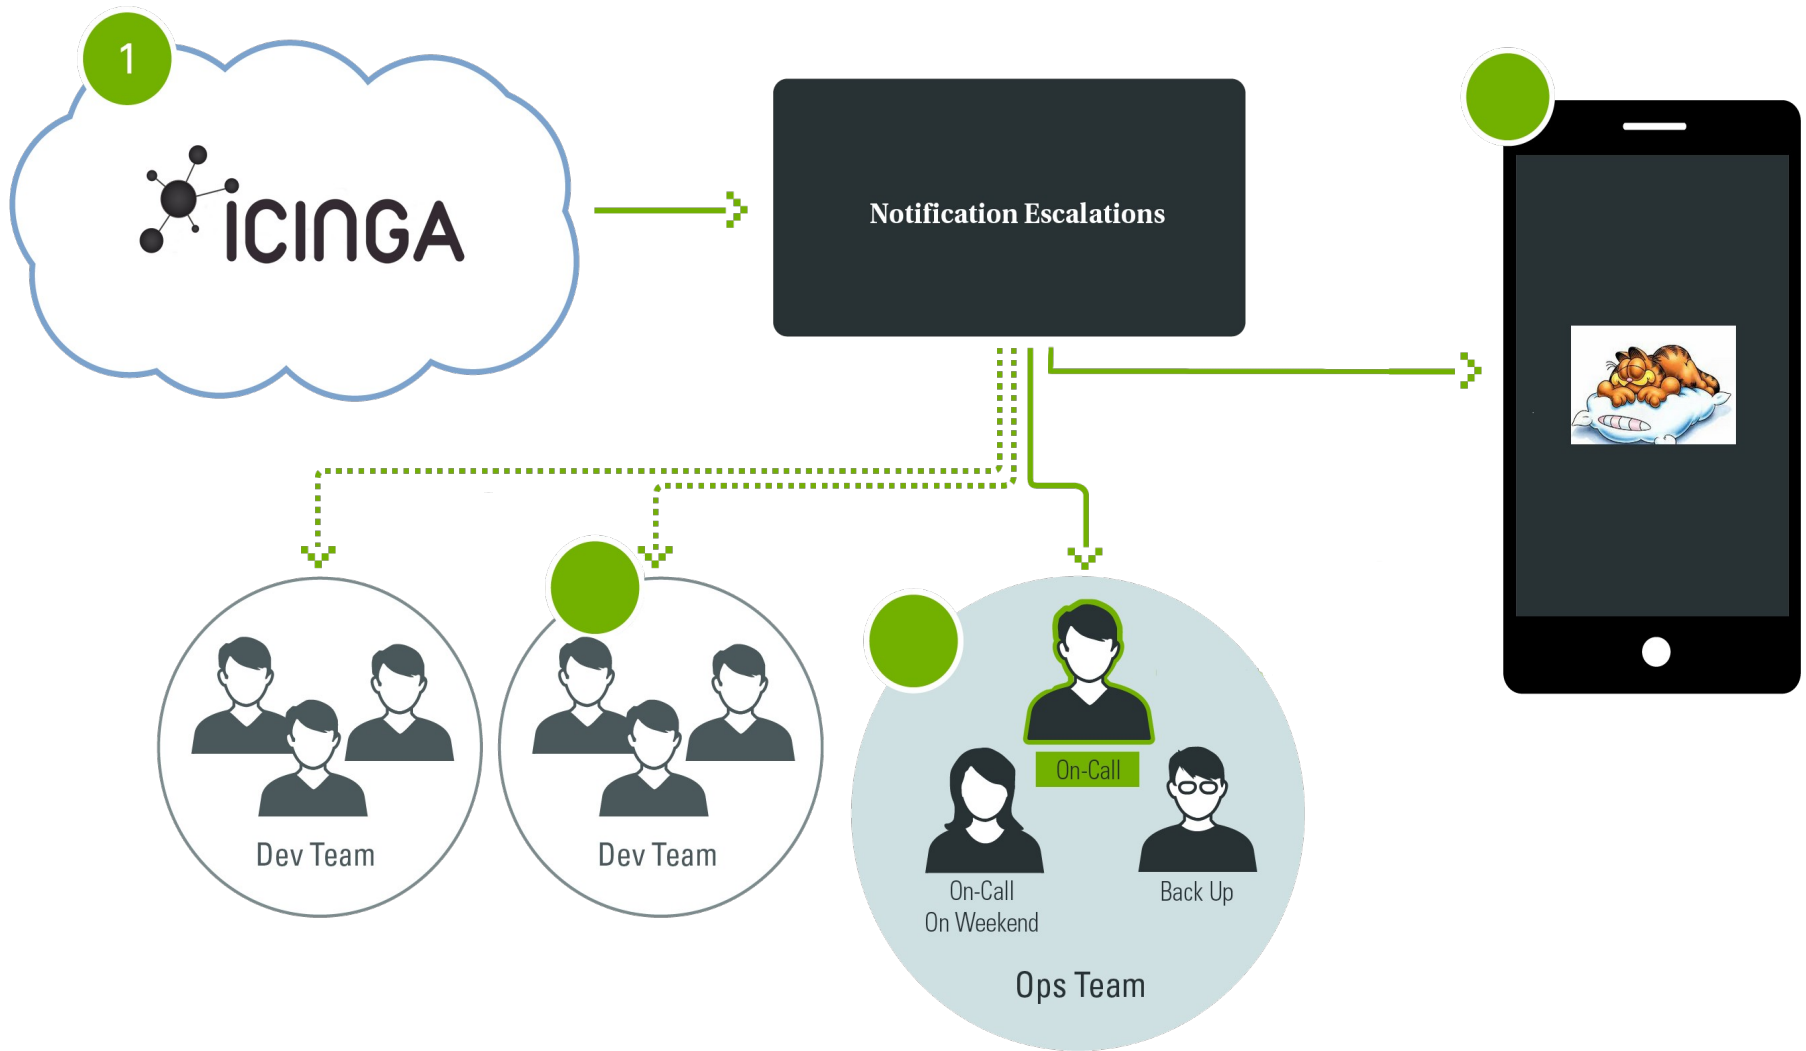 1
ICINGA
Notification Escalations
Dev Team
Dev Team
On-Call
On-Call
On Weekend
Back Up
Ops Team